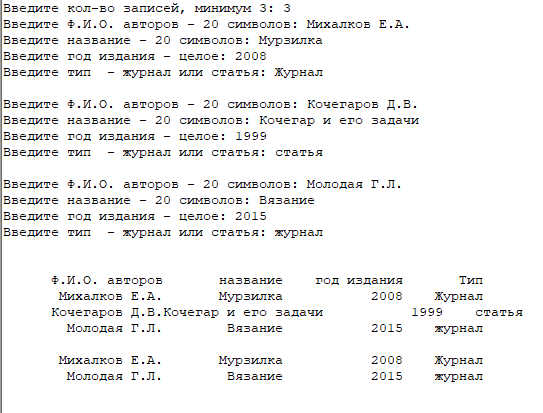 Введите кол-во записей, минимум 3: 3
Введите Ф.И.О. авторов - 20 символов: Михалков Е.А.
Введите название - 20 символов: Мурзилка
Введите год издания - целое: 2008
Введите тип  - журнал или статья: Журнал
Введите Ф.И.О. авторов - 20 символов: Кочегаров Д.В.
Введите название - 20 символов: Кочегар и его задачи
Введите год издания - целое: 1999
Введите тип  - журнал или статья: статья
Введите Ф.И.О. авторов - 20 символов: Молодая Г.Л.
Введите название - 20 символов: Вязание
Введите год издания - целое: 2015
Введите тип  - журнал или статья: журнал
Ф.И.О. авторов       название    год издания       Тип
Михалков Е.А.       Мурзилка             2008    Журнал
Кочегаров Д.В.Кочегар и его задачи           1999    статья
Молодая Г.Л.        Вязание             2015    журнал
Михалков Е.А.       Мурзилка             2008    Журнал
Молодая Г.Л.        Вязание             2015    журнал